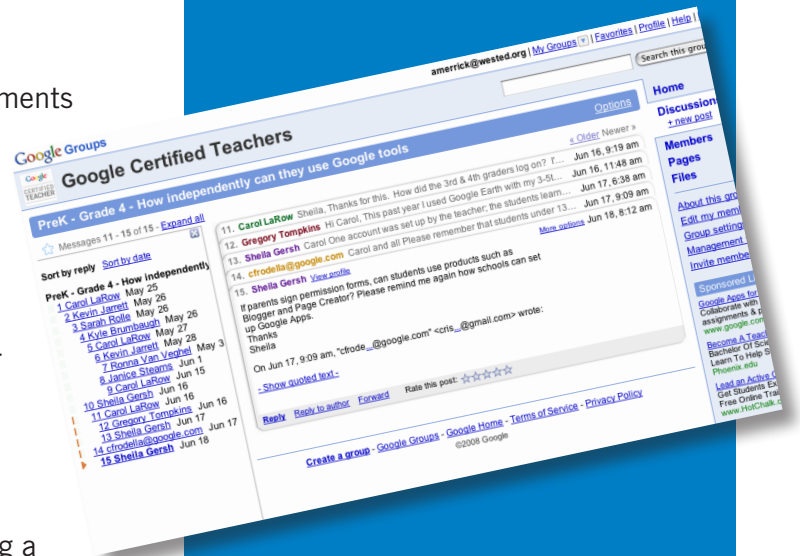 ments
g a
amerrick@wested.org | My Groups | Favorites | Profile | Help |
Search this grou
Google Groups
Google CERTIFIED TEACHER
Google Certified Teachers
PreK - Grade 4 - How independently can they use Google tools
Options
Messages 11 - 15 of 15 - Expand all
« Older Newer »
Sort by reply Sort by date
PreK - Grade 4 - How independently
1 Carol LaRow May 25
2 Kevin Jarrett May 26
3 Sarah Rolle May 26
4 Kyle Brumbaugh May 26
5 Carol LaRow May 27
6 Kevin Jarrett May 28
7 Ronna Van Veghel May 3
8 Janice Stearns Jun 1
9 Carol LaRow Jun 15
10 Sheila Gersh Jun 16
11 Carol LaRow Jun 16
12 Gregory Tompkins Jun 16
13 Sheila Gersh Jun 17
14 cfrodella@google.com Jun 17
15 Sheila Gersh Jun 18
11. Carol LaRow Sheila, Thanks for this. How did the 3rd & 4th graders log on? I'... Jun 16, 9:19 am
12. Gregory Tompkins Hi Carol, This past year I used Google Earth with my 3-5t... Jun 16, 11:48 am
13. Sheila Gersh Carol One account was set up by the teacher; the students learn... Jun 17, 6:38 am
14. cfrodella@google.com Carol and all Please remember that students under 13... Jun 17, 9:09 am
15. Sheila Gersh View profile
More options Jun 18, 8:12 am
If parents sign permission forms, can students use products such as
Blogger and Page Creator? Please remind me again how schools can set
up Google Apps.
Thanks
Sheila
On Jun 17, 9:09 am, "cfrode...@google.com" <cris...@gmail.com> wrote:
- Show quoted text -
Reply Reply to author Forward Rate this post:
Create a group - Google Groups - Google Home - Terms of Service - Privacy Policy
©2008 Google
Home
Discussion
+ new post
Members
Pages
Files
About this gro
Edit my mem
Group setting
Management
Invite membe
Sponsored Li
Google Apps for
Collaborate with
assignments & p
www.google.com
Become A Teach
Bachelor Of Scie
Learn To Help S
Phoenix.edu
Lead an Active C
Get Students Ex
Free Online Trai
www.HotChalk.c